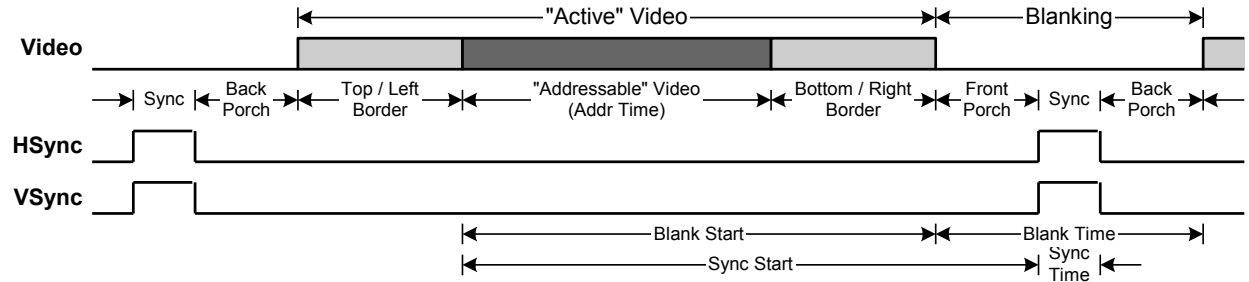 "Active" Video
Blanking
Video
Sync
Back
Porch
Top / Left
Border
"Addressable" Video
(Addr Time)
Bottom / Right
Border
Front
Porch
Sync
Back
Porch
HSync
VSync
Blank Start
Blank Time
Sync Start
Sync
Time